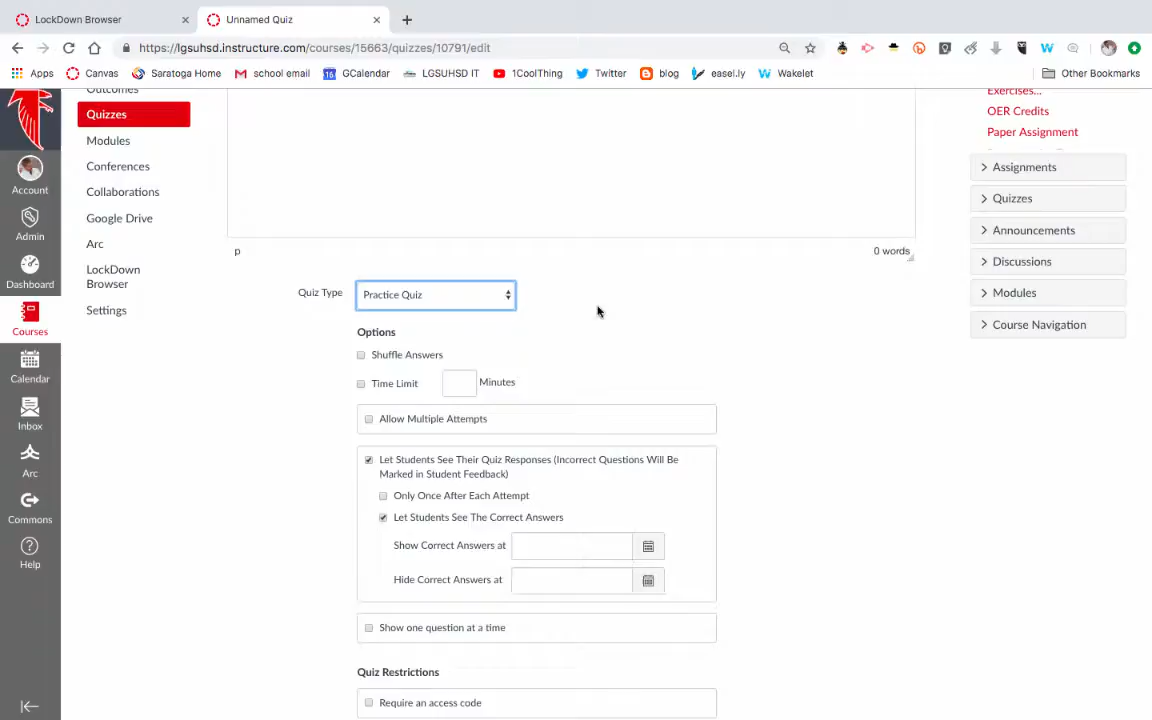 LockDown Browser
Unnamed Quiz
https://lgsuhsd.instructure.com/courses/15663/quizzes/10791/edit
Apps
Canvas
Saratoga Home
school email
GCalendar
LGSUHSD IT
1CoolThing
Twitter
blog
easel.ly
Wakelet
Other Bookmarks
Account
Admin
Dashboard
Courses
Calendar
Inbox
Arc
Commons
Help
Outcomes
Quizzes
Modules
Conferences
Collaborations
Google Drive
Arc
LockDown
Browser
Settings
p
0 words
Quiz Type
Practice Quiz
Options
Shuffle Answers
Time Limit
Minutes
Allow Multiple Attempts
Let Students See Their Quiz Responses (Incorrect Questions Will Be
Marked in Student Feedback)
Only Once After Each Attempt
Let Students See The Correct Answers
Show Correct Answers at
Hide Correct Answers at
Show one question at a time
Quiz Restrictions
Require an access code
Exercises...
OER Credits
Paper Assignment
Assignments
Quizzes
Announcements
Discussions
Modules
Course Navigation